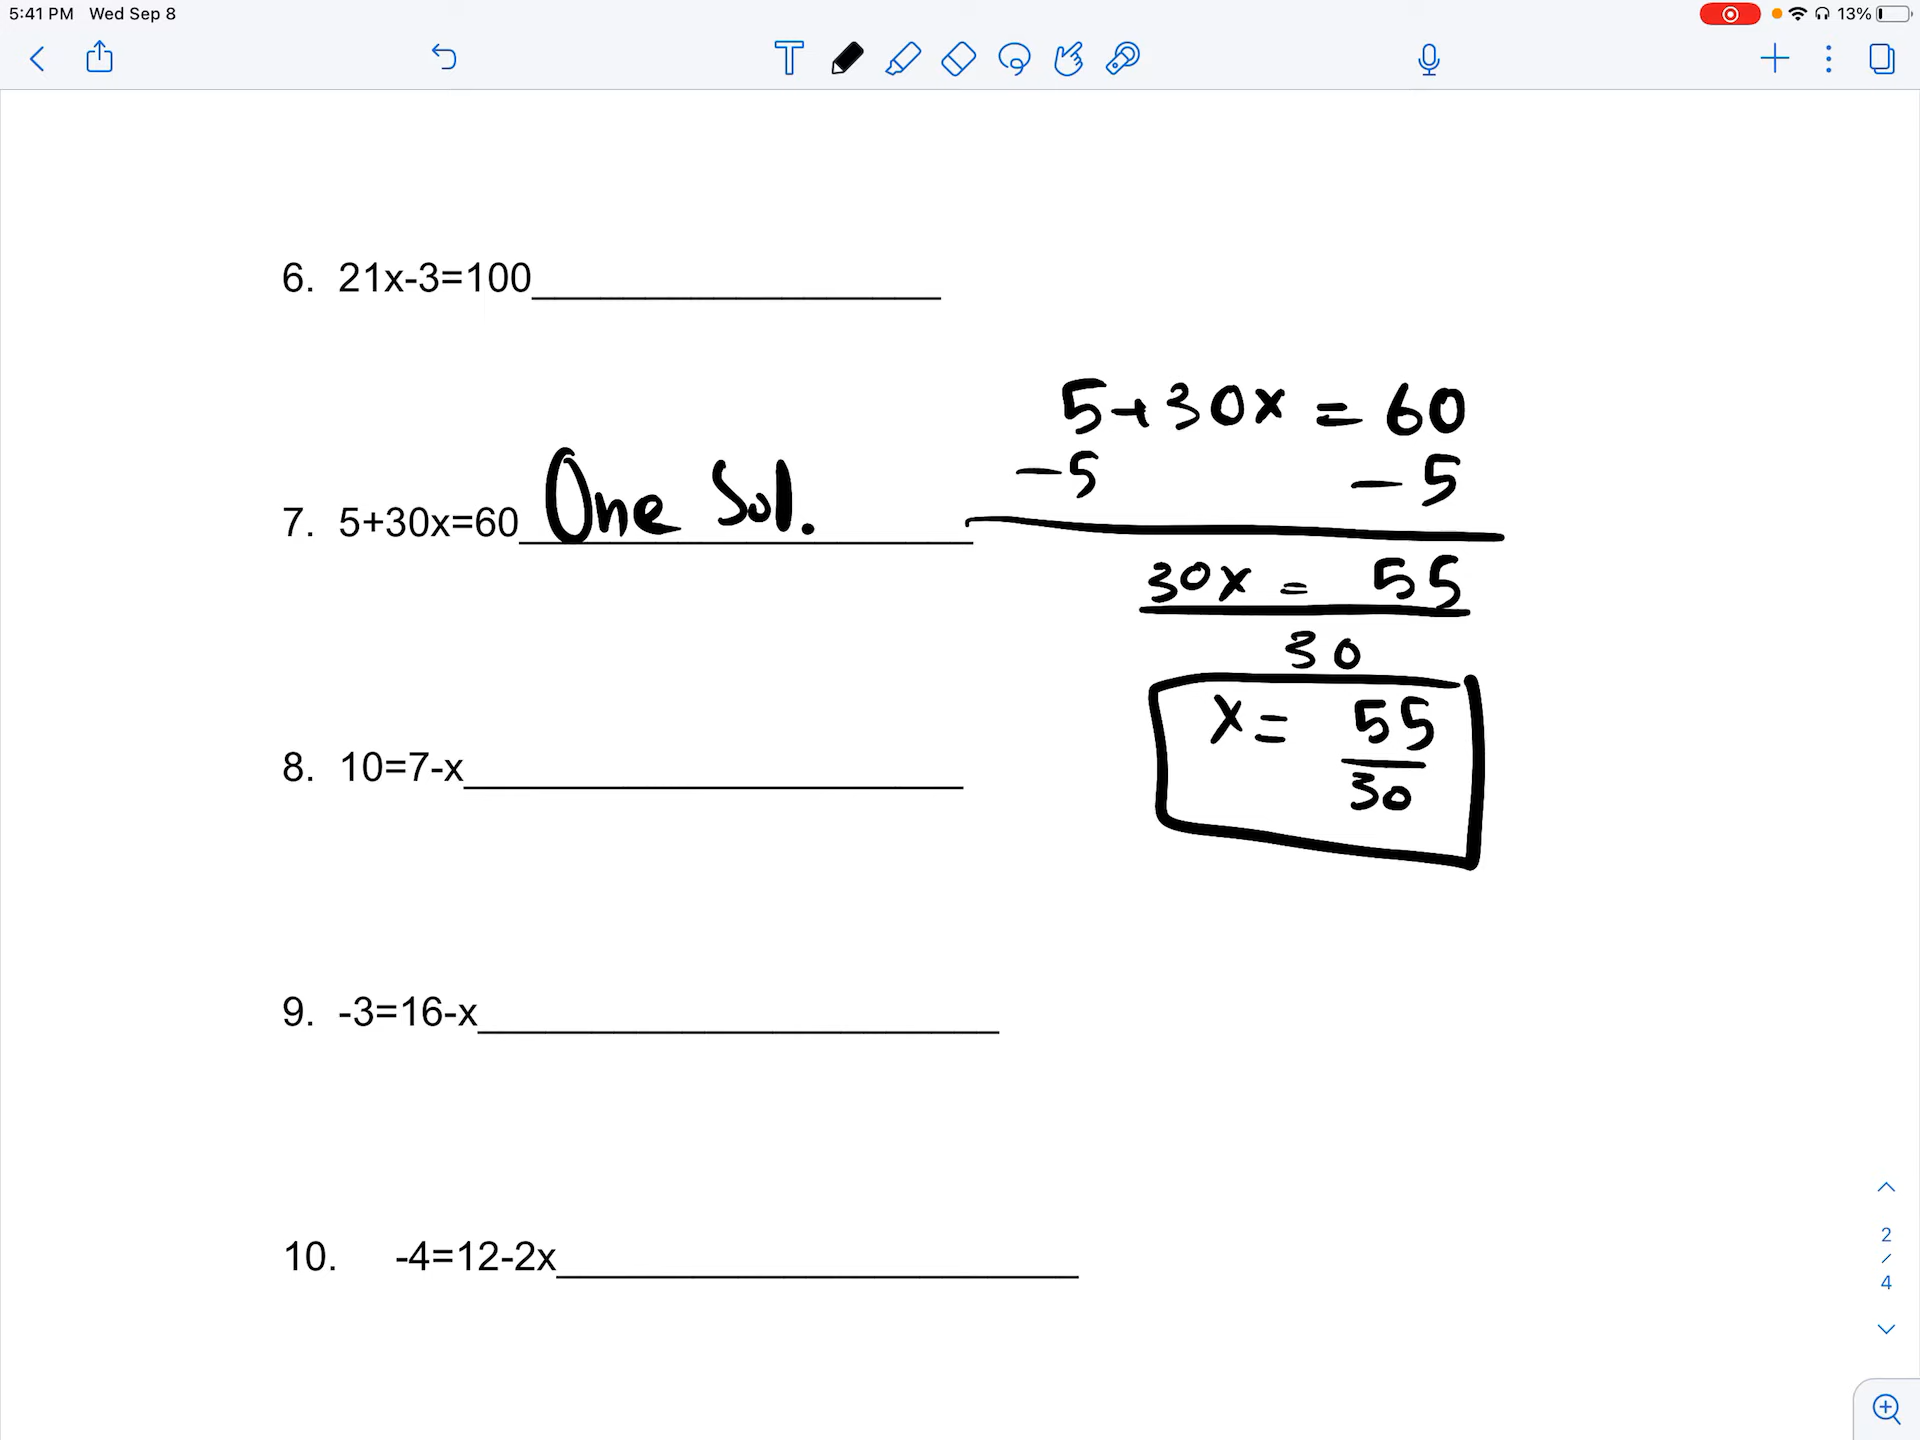 5:41 PM Wed Sep 8
13%
6. 21x-3=100
5+30x = 60
-5 -5
7. 5+30x=60 One Sol.
30x = 55
30
x = 55
30
8. 10=7-x
9. -3=16-x
2
/
4
10. -4=12-2x